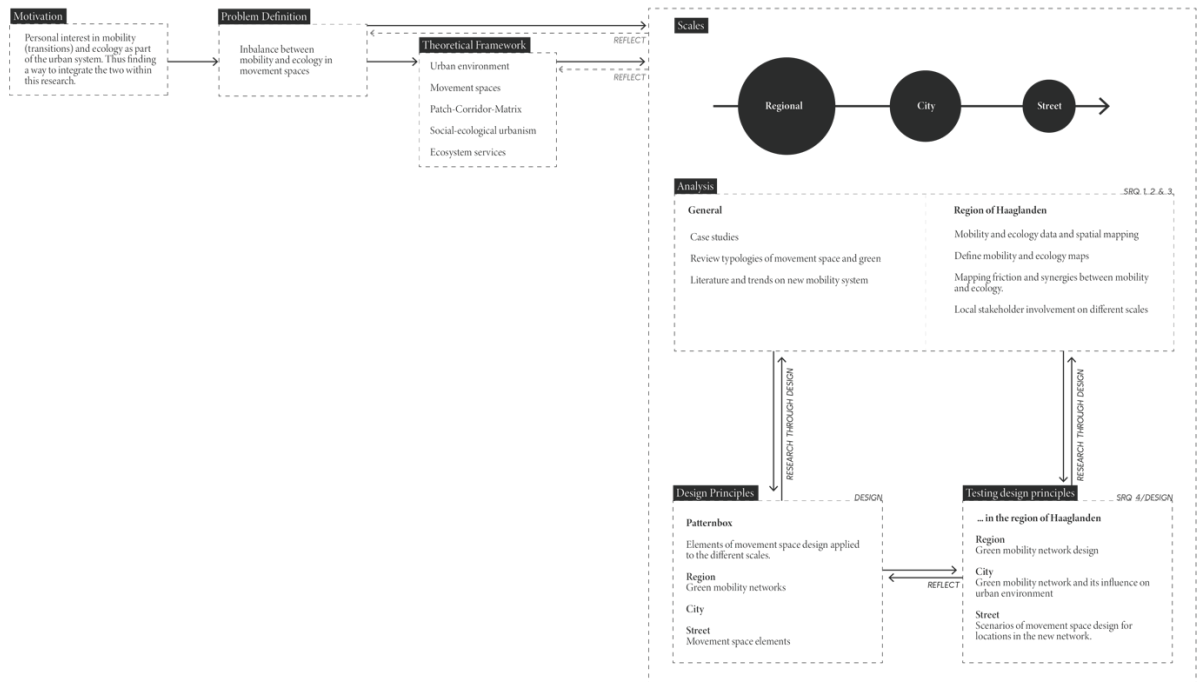 Motivation
Personal interest in mobility
(transitions) and ecology as part
of the urban system. Thus finding
a way to integrate the two within
this research.
Problem Definition
Inbalance between
mobility and ecology in
movement spaces
REFLECT
Theoretical Framework
Urban environment
Movement spaces
Patch-Corridor-Matrix
Social-ecological urbanism
Ecosystem services
REFLECT
Scales
Regional
City
Street
Analysis
SRQ 1, 2 & 3,
General
Case studies
Review typologies of movement space and green
Literature and trends on new mobility system
Region of Haaglanden
Mobility and ecology data and spatial mapping
Define mobility and ecology maps
Mapping friction and synergies between mobility
and ecology.
Local stakeholder involvement on different scales
RESEARCH THROUGH DESIGN
RESEARCH THROUGH DESIGN
Design Principles
DESIGN
Patternbox
Elements of movement space design applied
to the different scales.
Region
Green mobility networks
City
Street
Movement space elements
REFLECT
Testing design principles
SRQ 4/DESIGN
... in the region of Haaglanden
Region
Green mobility network design
City
Green mobility network and its influence on
urban environment
Street
Scenarios of movement space design for
locations in the new network.